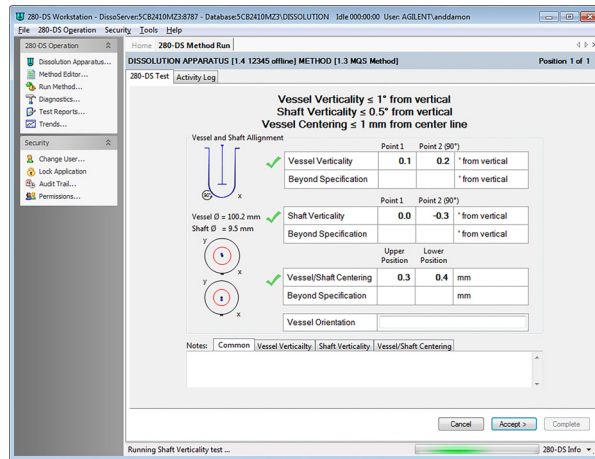 280-DS Workstation - DissoServer:5CB2410MZ3:8787 - Database:5CB2410MZ3\DISSOLUTION Idle 000:00:00 User: AGILENT\anddamon
File 280-DS Operation Security Tools Help
280-DS Operation
Dissolution Apparatus...
Method Editor...
Run Method...
Diagnostics...
Test Reports...
Trends...
Security
Change User...
Lock Application
Audit Trail...
Permissions...
Home 280-DS Method Run
DISSOLUTION APPARATUS [1.4 12345 offline] METHOD [1.3 MQS Method] Position 1 of 1
280-DS Test Activity Log
Vessel Verticality ≤ 1° from vertical
Shaft Verticality ≤ 0.5° from vertical
Vessel Centering ≤ 1 mm from center line
Vessel and Shaft Allignment
90°
x
Point 1 Point 2 (90°)
Vessel Verticality 0.1 0.2 ° from vertical
Beyond Specification ° from vertical
Vessel Ø = 100.2 mm
Shaft Ø = 9.5 mm
Point 1 Point 2 (90°)
Shaft Verticality 0.0 -0.3 ° from vertical
Beyond Specification ° from vertical
y
x
y
x
Upper Position Lower Position
Vessel/Shaft Centering 0.3 0.4 mm
Beyond Specification mm
Vessel Orientation
Notes: Common Vessel Verticailty Shaft Verticality Vessel/Shaft Centering
Cancel Accept > Complete
Running Shaft Verticality test ... 280-DS Info